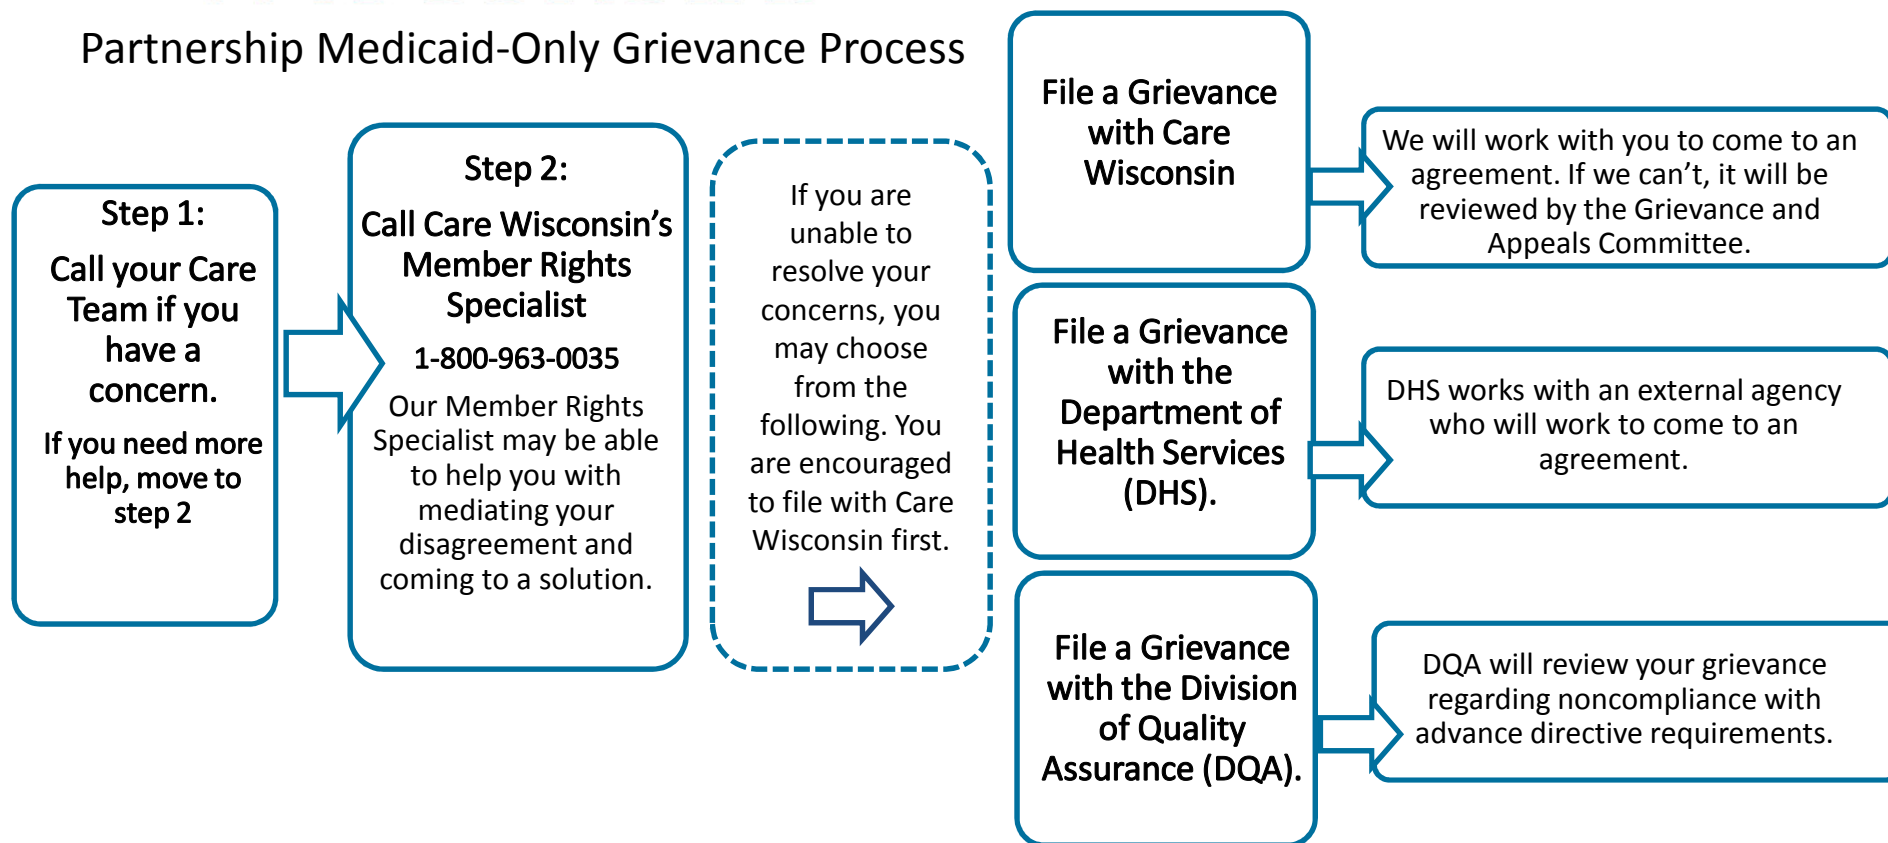 Partnership Medicaid-Only Grievance Process
Step 1:
Call your Care
Team if you
have a
concern.
If you need more
help, move to
step 2
Step 2:
Call Care Wisconsin’s
Member Rights
Specialist
1-800-963-0035
Our Member Rights
Specialist may be able
to help you with
mediating your
disagreement and
coming to a solution.
If you are
unable to
resolve your
concerns, you
may choose
from the
following. You
are encouraged
to file with Care
Wisconsin first.
File a Grievance
with Care
Wisconsin
We will work with you to come to an
agreement. If we can’t, it will be
reviewed by the Grievance and
Appeals Committee.
File a Grievance
with the
Department of
Health Services
(DHS).
DHS works with an external agency
who will work to come to an
agreement.
File a Grievance
with the Division
of Quality
Assurance (DQA).
DQA will review your grievance
regarding noncompliance with
advance directive requirements.